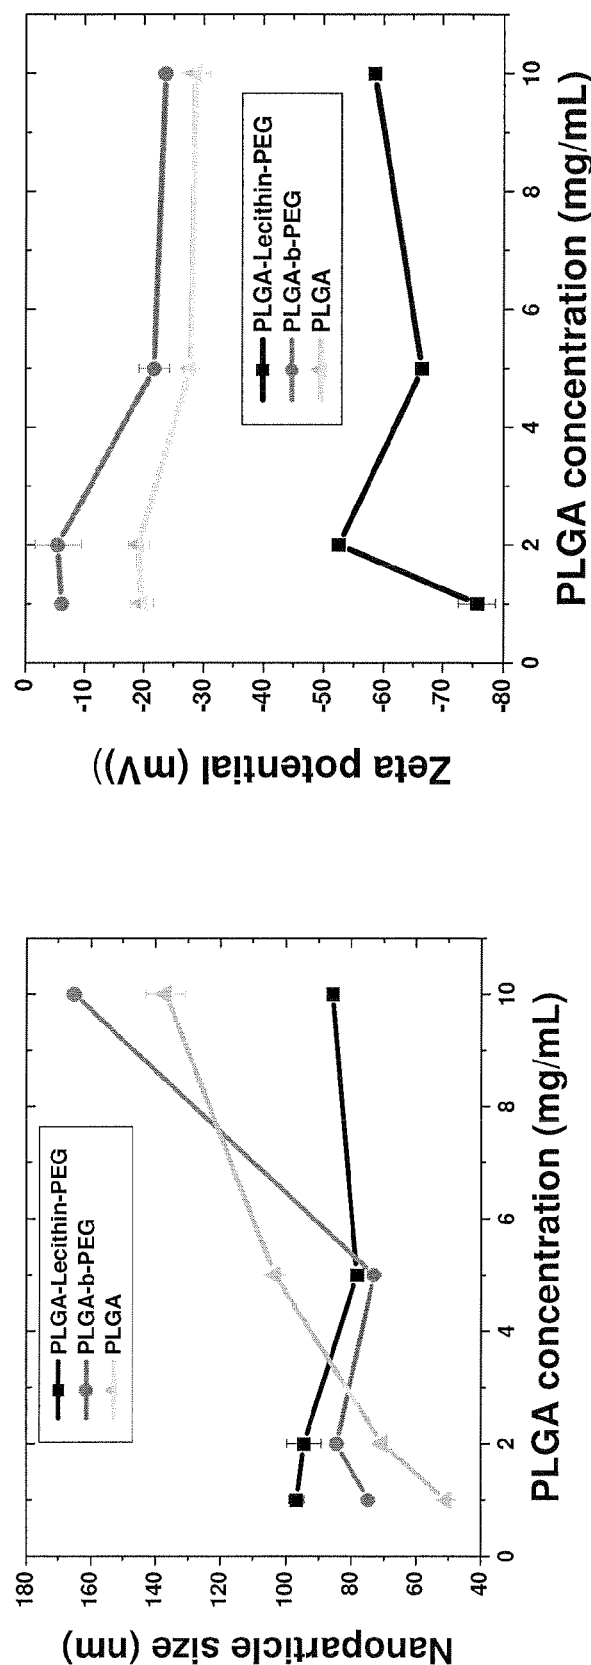 Nanoparticle size (nm)
180
160
140
120
100
80
60
40
PLGA-Lecithin-PEG
PLGA-b-PEG
PLGA
0
2
4
6
8
10
PLGA concentration (mg/mL)
Zeta potential (mV))
0
-10
-20
-30
-40
-50
-60
-70
-80
PLGA-Lecithin-PEG
PLGA-b-PEG
PLGA
0
2
4
6
8
10
PLGA concentration (mg/mL)